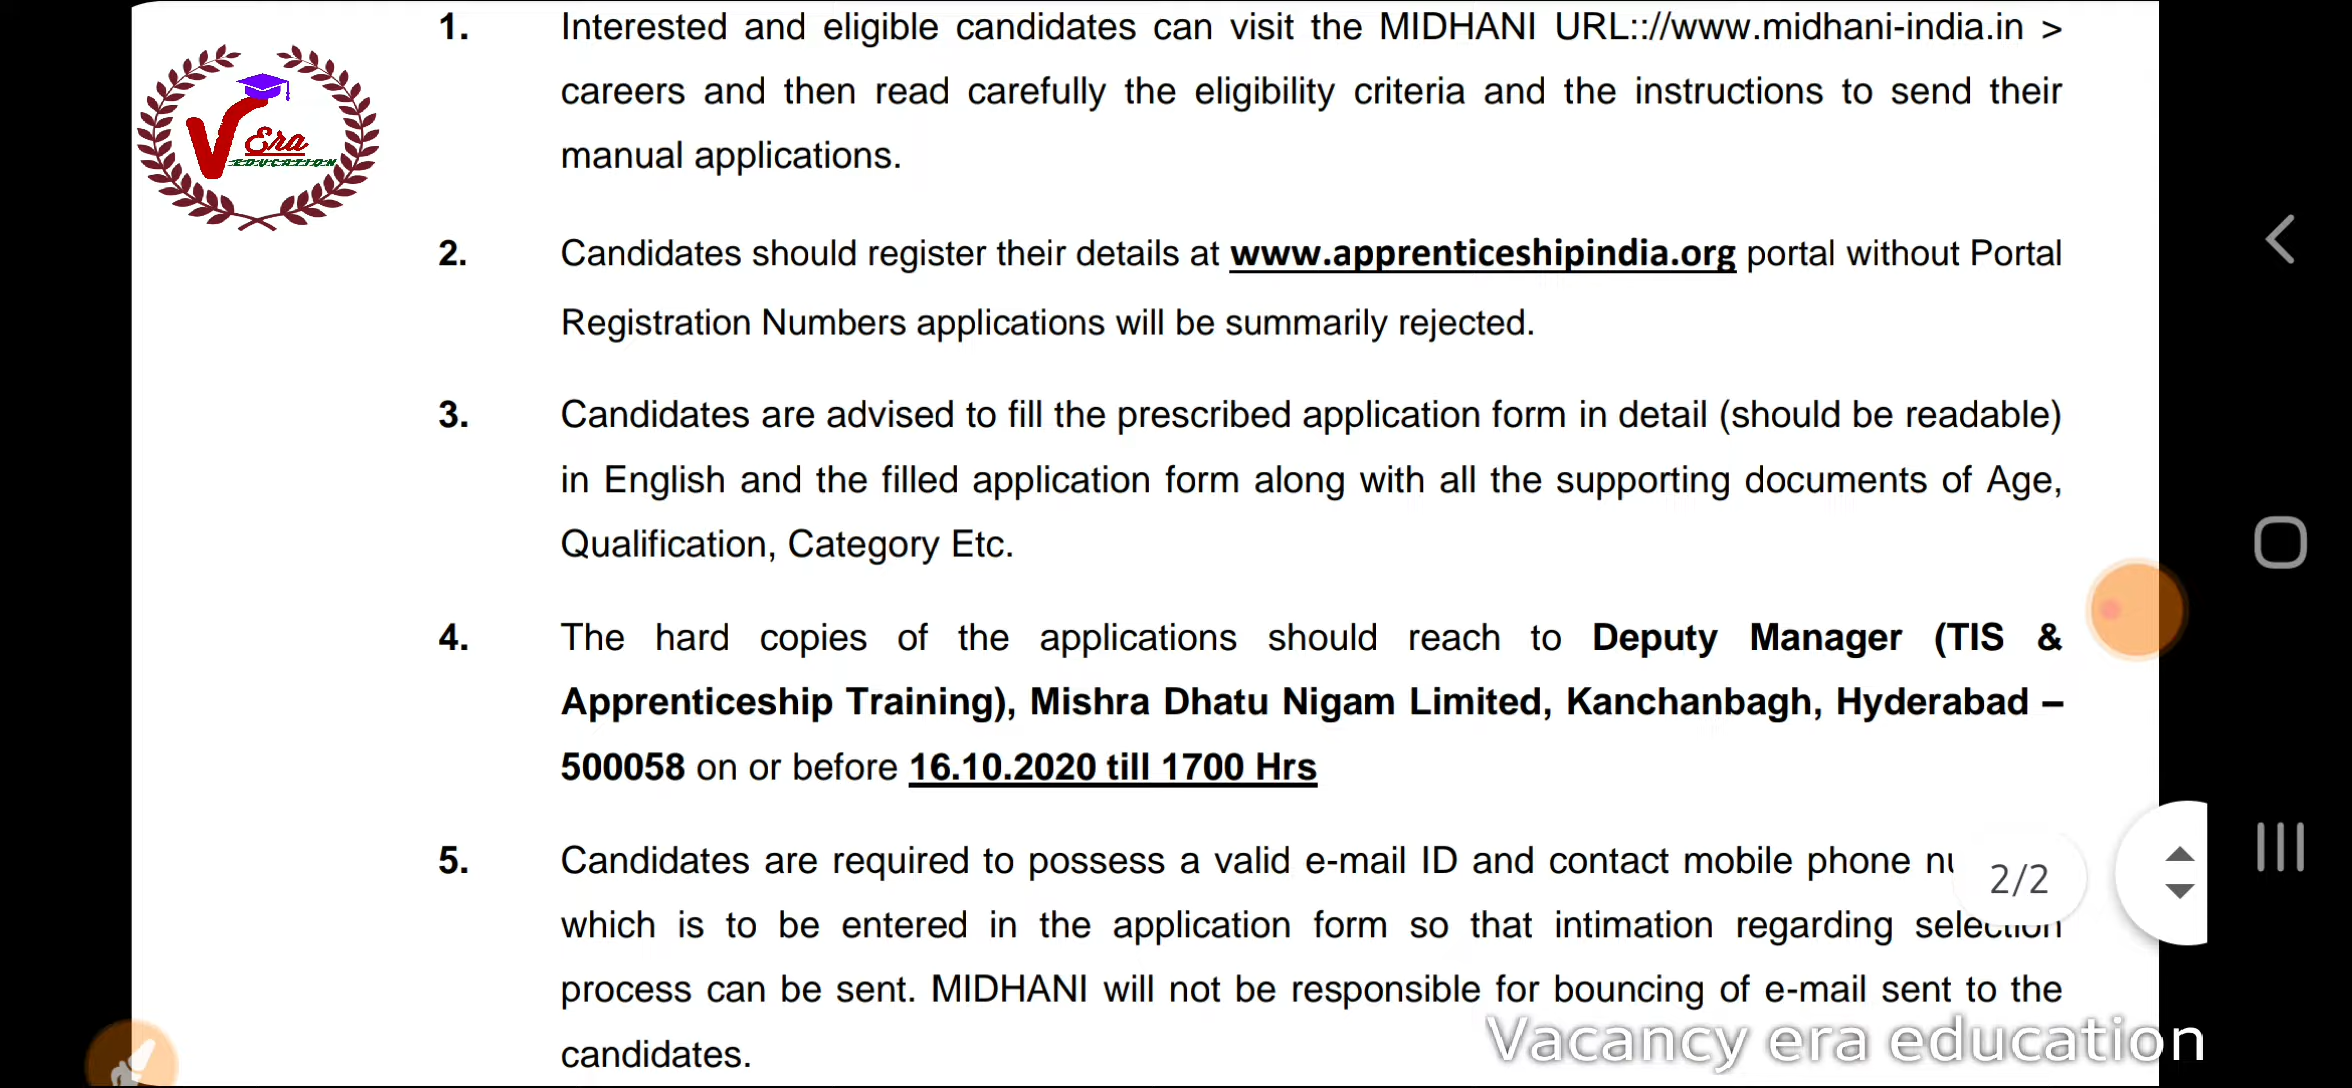 1. Interested and eligible candidates can visit the MIDHANI URL:://www.midhani-india.in >
careers and then read carefully the eligibility criteria and the instructions to send their
manual applications.
V Era
EDUCATION
2. Candidates should register their details at www.apprenticeshipindia.org portal without Portal
Registration Numbers applications will be summarily rejected.
3. Candidates are advised to fill the prescribed application form in detail (should be readable)
in English and the filled application form along with all the supporting documents of Age,
Qualification, Category Etc.
4. The hard copies of the applications should reach to Deputy Manager (TIS &
Apprenticeship Training), Mishra Dhatu Nigam Limited, Kanchanbagh, Hyderabad –
500058 on or before 16.10.2020 till 1700 Hrs
5. Candidates are required to possess a valid e-mail ID and contact mobile phone
2/2
which is to be entered in the application form so that intimation regarding selection
process can be sent. MIDHANI will not be responsible for bouncing of e-mail sent to the
candidates.
Vacancy era education